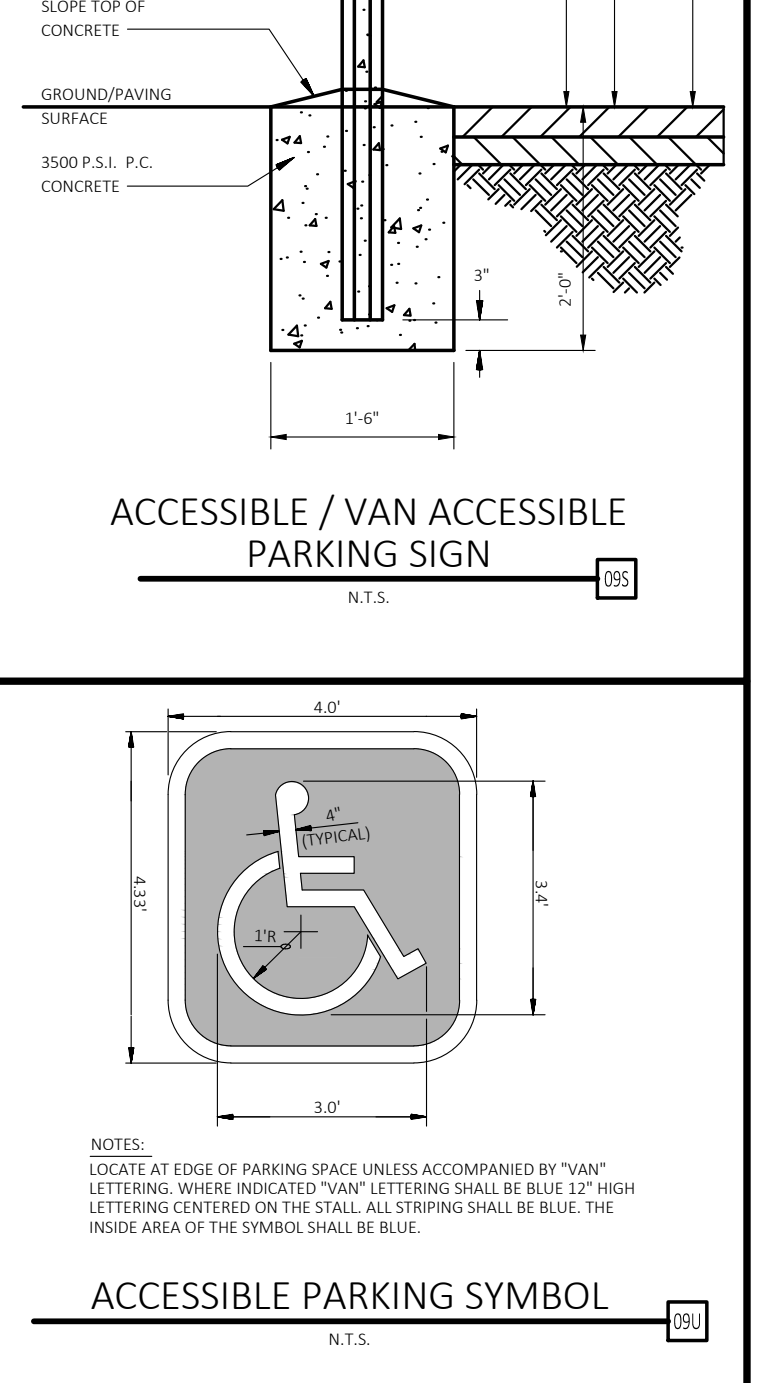 SLOPE TOP OF
CONCRETE
GROUND/PAVING
SURFACE
3500 P.S.I.  P.C.
CONCRETE
3"
2'-0"
1'-6"
ACCESSIBLE / VAN ACCESSIBLE
PARKING SIGN
09S
N.T.S.
4.0'
4"
(TYPICAL)
4.33'
3.4'
1'R
3.0'
NOTES:
LOCATE AT EDGE OF PARKING SPACE UNLESS ACCOMPANIED BY "VAN"
LETTERING. WHERE INDICATED "VAN" LETTERING SHALL BE BLUE 12" HIGH
LETTERING CENTERED ON THE STALL. ALL STRIPING SHALL BE BLUE. THE
INSIDE AREA OF THE SYMBOL SHALL BE BLUE.
ACCESSIBLE PARKING SYMBOL
09U
N.T.S.